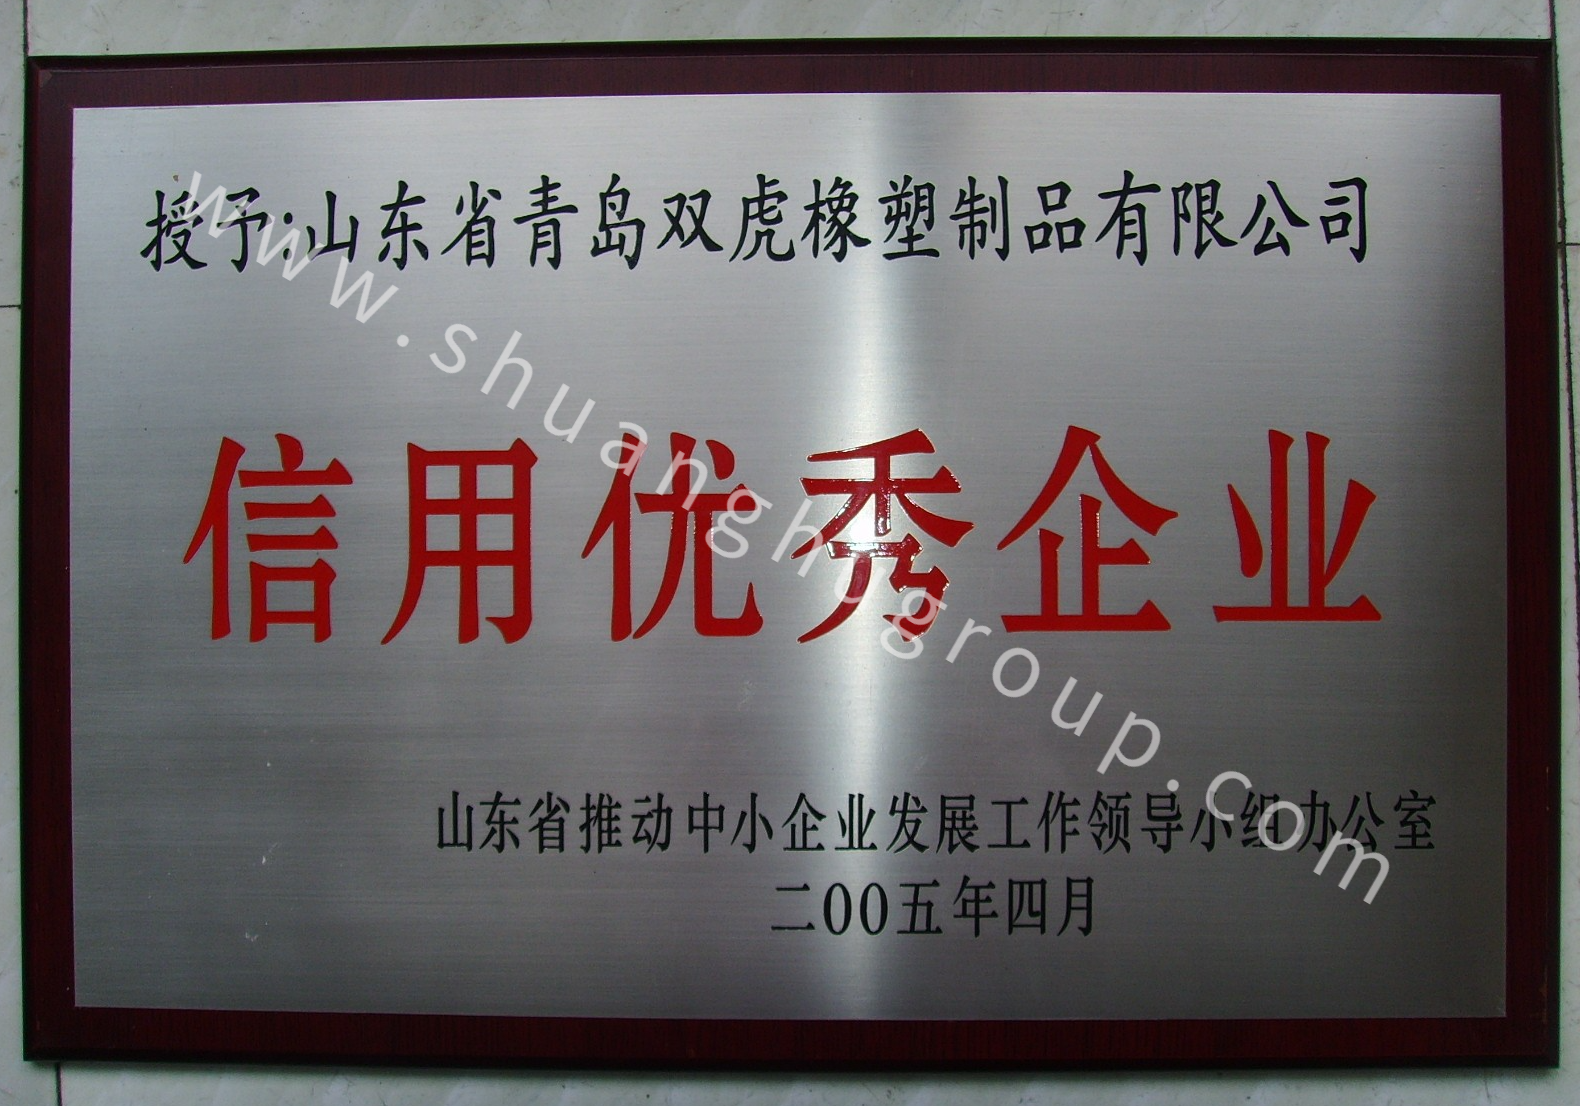 授予:山东省青岛双虎橡塑制品有限公司
www.shuanghugroup.com
信用优秀企业
山东省推动中小企业发展工作领导小组办公室
二00五年四月